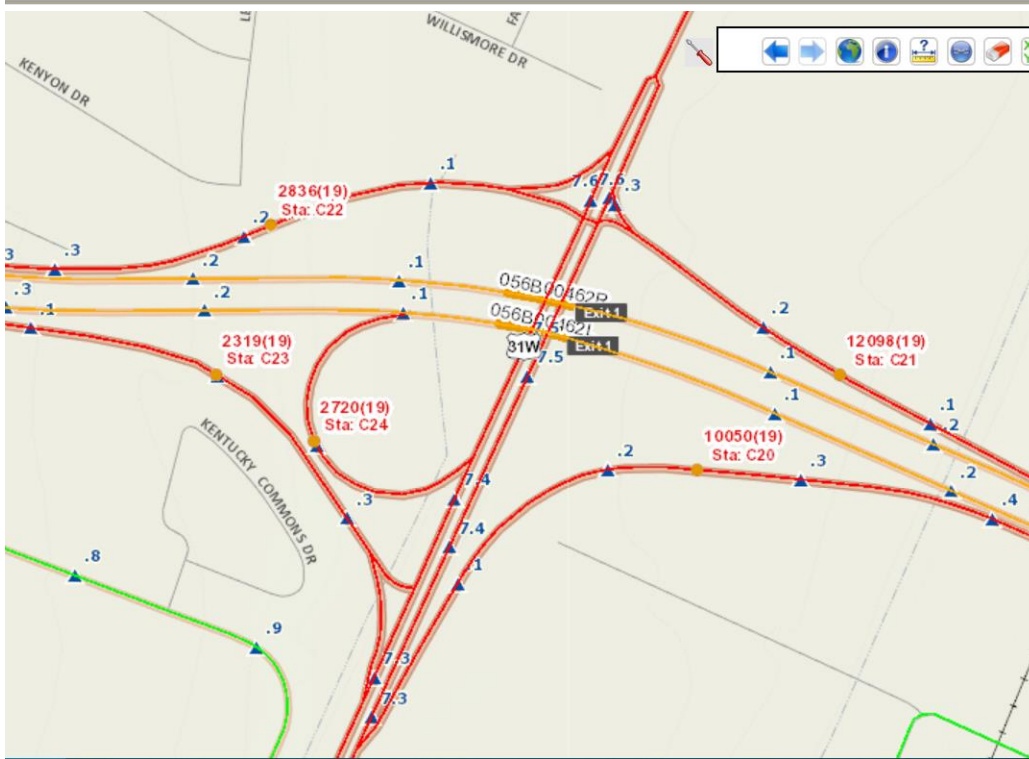 WILLISMORE DR
KENYON DR
.1
2836(19)
Sta: C22
7.6
7.6
.3
.2
.3
.3
.2
.1
.2
056B00462R
Exit 1
.3
.1
.2
.1
056B00462L
7.5
Exit 1
31W
7.5
2319(19)
Sta: C23
12098(19)
Sta: C21
.1
.1
2720(19)
Sta: C24
.1
.2
10050(19)
Sta: C20
KENTUCKY COMMONS DR
.2
.3
.2
.4
7.4
.3
7.4
.8
.1
.9
7.3
7.3